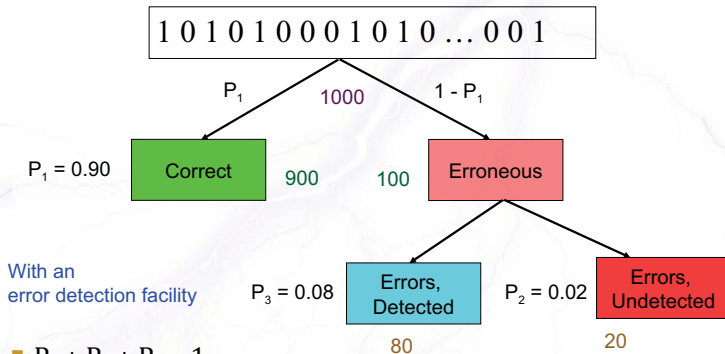 1 0 1 0 1 0 0 0 1 0 1 0 ... 0 0 1
P1
1000
1 - P1
P1 = 0.90
Correct
900
100
Erroneous
With an
error detection facility
P3 = 0.08
Errors,
Detected
P2 = 0.02
Errors,
Undetected
80
20